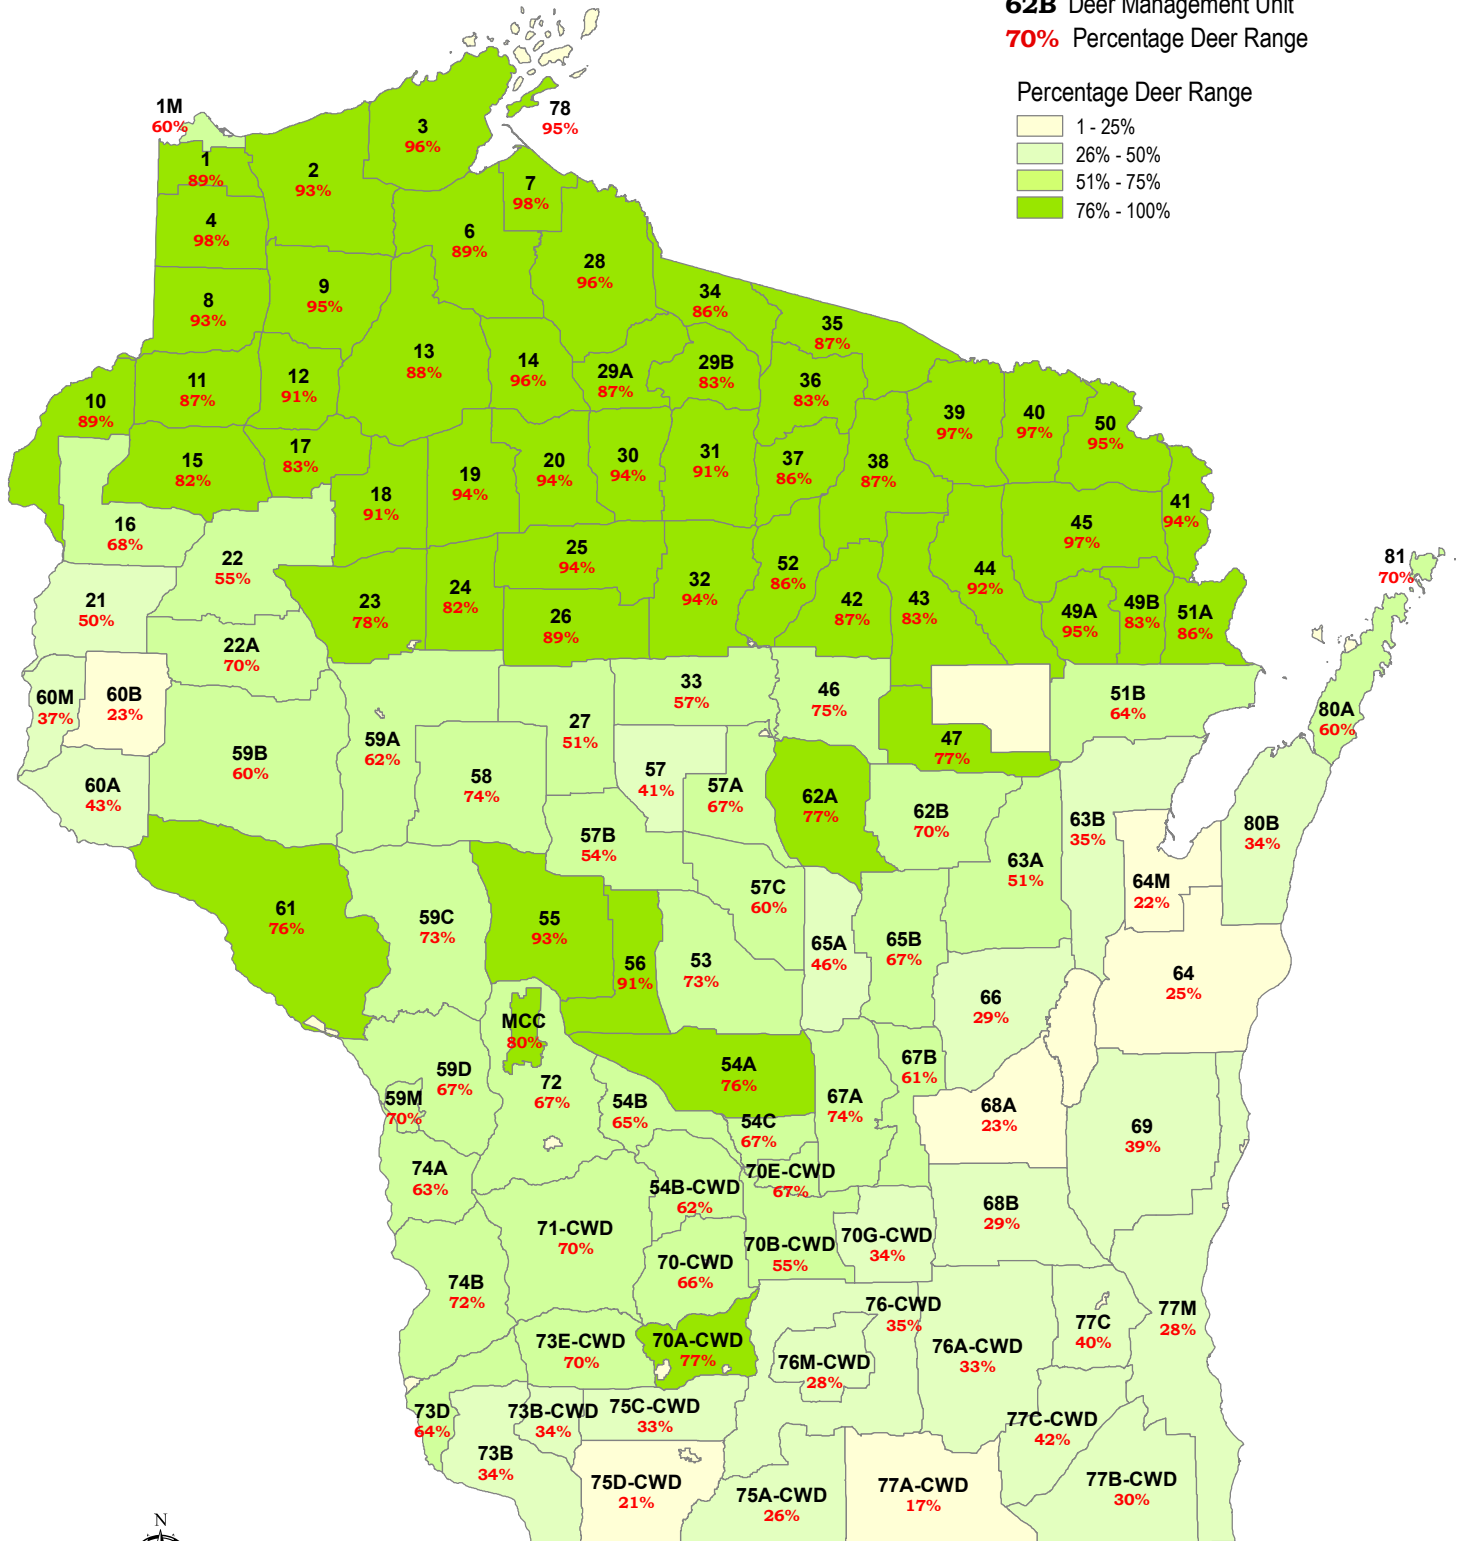 62B Deer Management Unit
70% Percentage Deer Range
Percentage Deer Range
1 - 25%
26% - 50%
51% - 75%
76% - 100%
1M
60%
78
95%
3
96%
1
89%
2
93%
7
98%
4
98%
6
89%
28
96%
8
93%
9
95%
34
86%
35
87%
13
88%
14
96%
29A
87%
29B
83%
36
83%
11
87%
12
91%
10
89%
39
97%
40
97%
50
95%
15
82%
17
83%
18
91%
19
94%
20
94%
30
94%
31
91%
37
86%
38
87%
41
94%
16
68%
22
55%
25
94%
45
97%
81
70%
21
50%
23
78%
24
82%
26
89%
32
94%
52
86%
42
87%
43
83%
44
92%
49A
95%
49B
83%
51A
86%
22A
70%
60M
37%
60B
23%
33
57%
46
75%
51B
64%
80A
60%
59B
60%
59A
62%
27
51%
47
77%
60A
43%
58
74%
57
41%
57A
67%
62A
77%
62B
70%
63B
35%
80B
34%
57B
54%
63A
51%
64M
22%
61
76%
59C
73%
55
93%
57C
60%
56
91%
53
73%
65A
46%
65B
67%
66
29%
64
25%
MCC
80%
59D
67%
59M
70%
72
67%
54B
65%
54A
76%
54C
67%
67A
74%
67B
61%
68A
23%
69
39%
74A
63%
70E-CWD
67%
54B-CWD
62%
68B
29%
71-CWD
70%
70B-CWD
55%
70G-CWD
34%
70-CWD
66%
74B
72%
76-CWD
35%
77C
40%
77M
28%
73E-CWD
70%
70A-CWD
77%
76M-CWD
28%
76A-CWD
33%
73D
64%
73B-CWD
34%
75C-CWD
33%
77C-CWD
42%
73B
34%
75D-CWD
21%
75A-CWD
26%
77A-CWD
17%
77B-CWD
30%
N